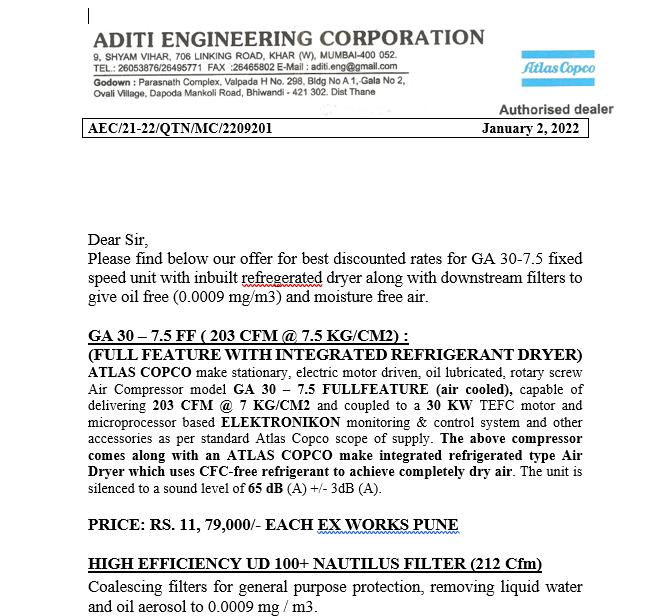 ADITI ENGINEERING CORPORATION
9, SHYAM VIHAR, 706 LINKING ROAD, KHAR (W), MUMBAI-400 052.
TEL.: 26053876/26495771 FAX :26465802 E-Mail : aditi.eng@gmail.com
Godown : Parasnath Complex, Valpada H No. 298, Bldg No A 1, Gala No 2,
Ovali Village, Dapoda Mankoli Road, Bhiwandi - 421 302. Dist Thane
Atlas Copco
Authorised dealer
AEC/21-22/QTN/MC/2209201 January 2, 2022
Dear Sir,
Please find below our offer for best discounted rates for GA 30-7.5 fixed
speed unit with inbuilt refregerated dryer along with downstream filters to
give oil free (0.0009 mg/m3) and moisture free air.
GA 30 – 7.5 FF ( 203 CFM @ 7.5 KG/CM2) :
(FULL FEATURE WITH INTEGRATED REFRIGERANT DRYER)
ATLAS COPCO make stationary, electric motor driven, oil lubricated, rotary screw
Air Compressor model GA 30 – 7.5 FULLFEATURE (air cooled), capable of
delivering 203 CFM @ 7 KG/CM2 and coupled to a 30 KW TEFC motor and
microprocessor based ELEKTRONIKON monitoring & control system and other
accessories as per standard Atlas Copco scope of supply. The above compressor
comes along with an ATLAS COPCO make integrated refrigerated type Air
Dryer which uses CFC-free refrigerant to achieve completely dry air. The unit is
silenced to a sound level of 65 dB (A) +/- 3dB (A).
PRICE: RS. 11, 79,000/- EACH EX WORKS PUNE
HIGH EFFICIENCY UD 100+ NAUTILUS FILTER (212 Cfm)
Coalescing filters for general purpose protection, removing liquid water
and oil aerosol to 0.0009 mg / m3.